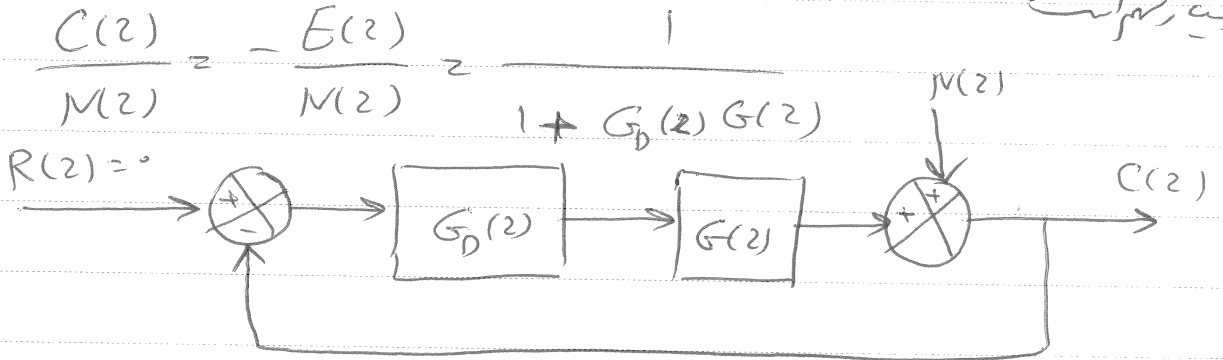 C(z)/N(z) = - E(z)/N(z) = 1/(1 + G_D(z) G(z))
N(z)
R(z) = 0
+
-
G_D(z)
G(z)
+
+
C(z)